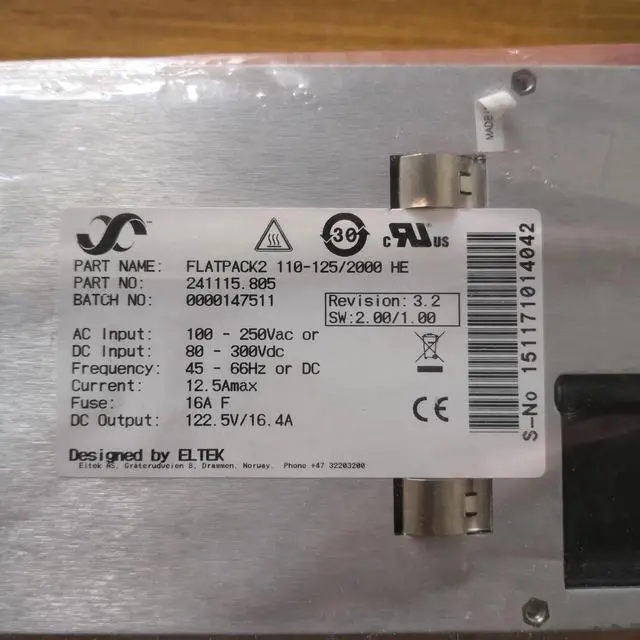 MADE
30
C RU US
PART NAME: FLATPACK2 110-125/2000 HE
PART NO: 241115.805
BATCH NO: 0000147511
Revision: 3.2
SW:2.00/1.00
AC Input: 100 - 250Vac or
DC Input: 80 - 300Vdc
Frequency: 45 - 66Hz or DC
Current: 12.5Amax
Fuse: 16A F
DC Output: 122.5V/16.4A
CE
Designed by ELTEK
Eltek AS. Gråterudveien 8, Drammen, Norway. Phone +47 32203200
S-No 151171014042